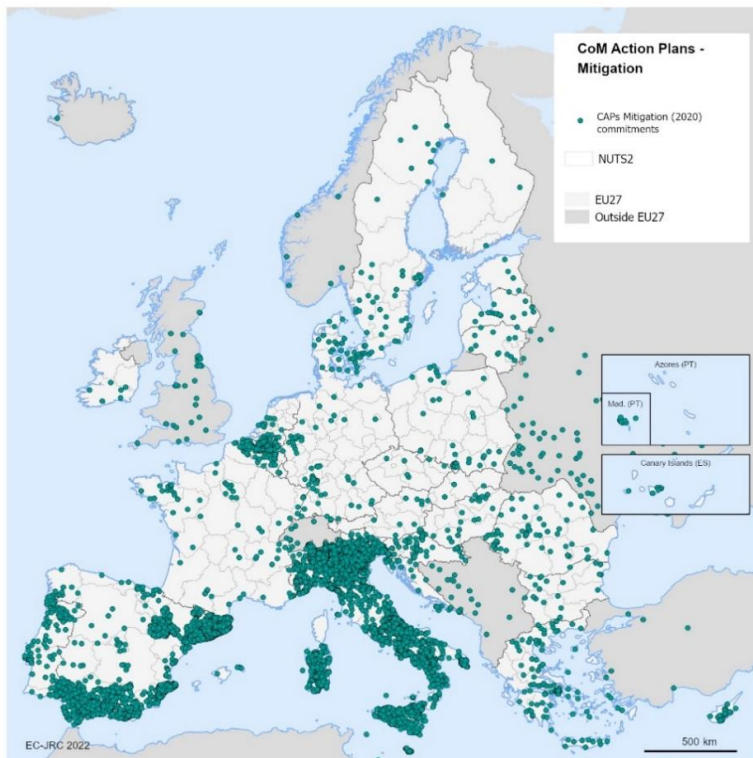 CoM Action Plans -
Mitigation
CAPs Mitigation (2020)
commitments
NUTS2
EU27
Outside EU27
Azores (PT)
Mad. (PT)
Canary Islands (ES)
EC-JRC 2022
500 km